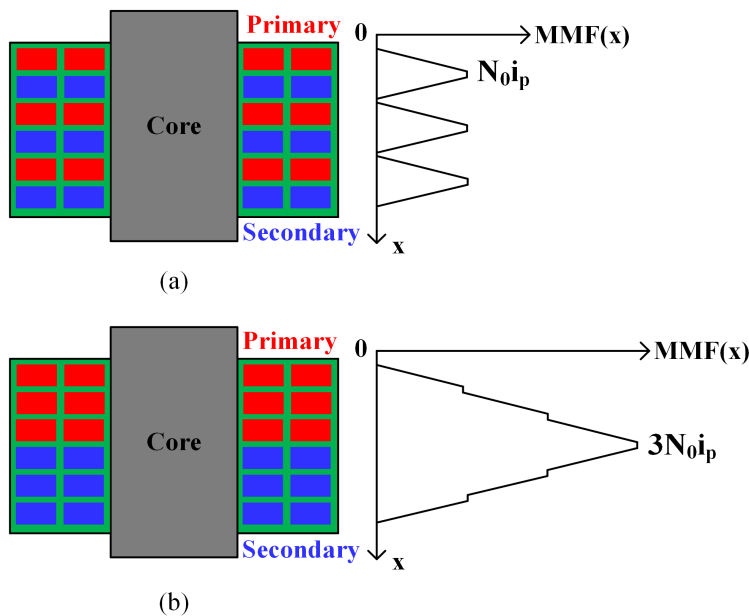 Primary
0
MMF(x)
N₀iₚ
Core
Secondary
x
(a)
Primary
0
MMF(x)
Core
3N₀iₚ
Secondary
x
(b)